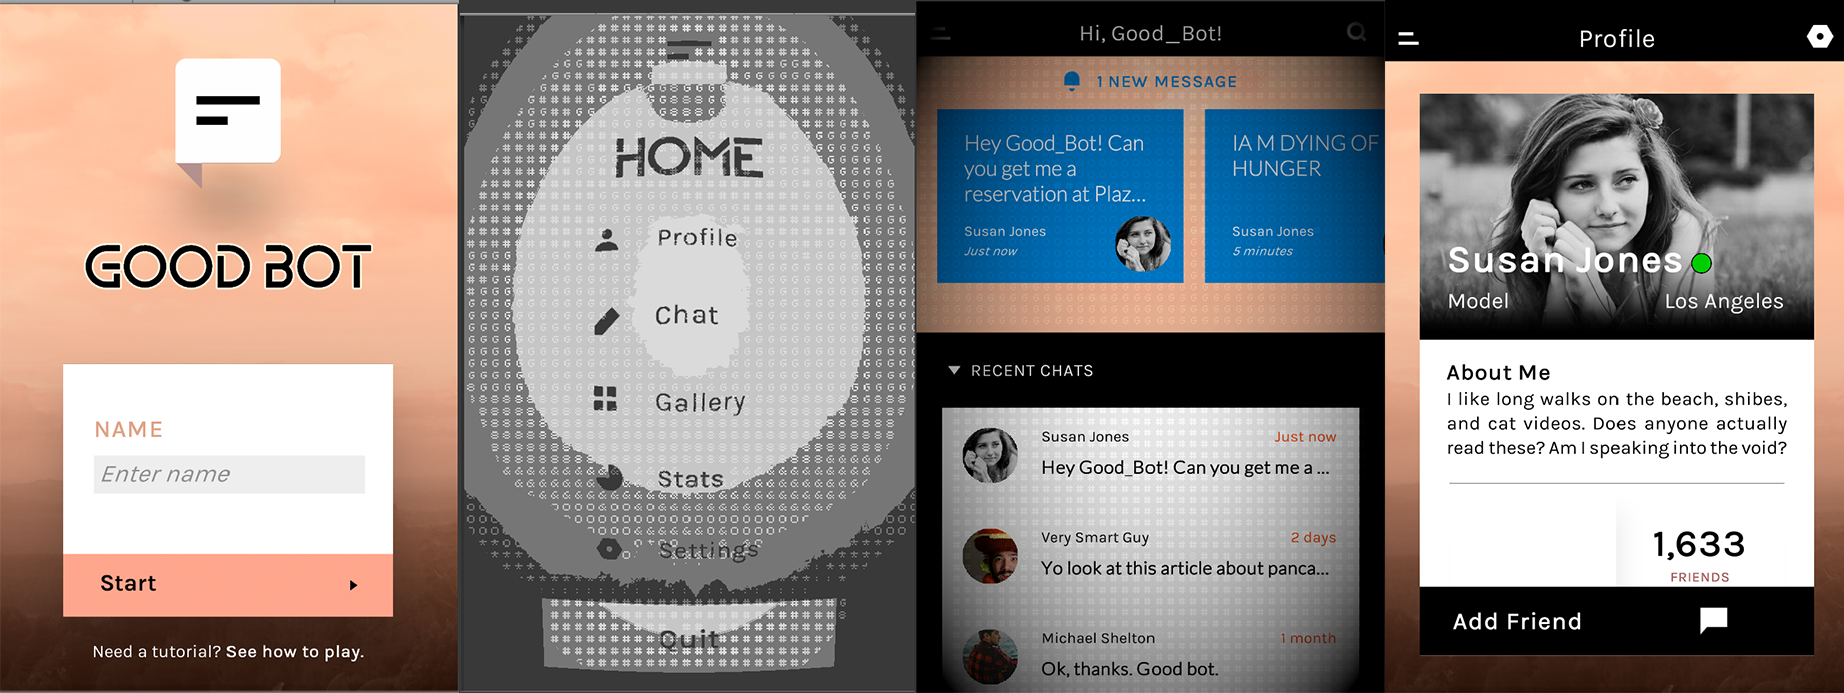 GOOD BOT
NAME
Enter name
Start
Need a tutorial? See how to play.
HOME
Profile
Chat
Gallery
Stats
Settings
Quit
Hi, Good_Bot!
1 NEW MESSAGE
Hey Good_Bot! Can
you get me a
reservation at Plaz...
Susan Jones
Just now
IA M DYING OF
HUNGER
Susan Jones
5 minutes
RECENT CHATS
Susan Jones
Just now
Hey Good_Bot! Can you get me a ...
Very Smart Guy
2 days
Yo look at this article about panca...
Michael Shelton
1 month
Ok, thanks. Good bot.
Profile
Susan Jones
Model
Los Angeles
About Me
I like long walks on the beach, shibes,
and cat videos. Does anyone actually
read these? Am I speaking into the void?
1,633
FRIENDS
Add Friend